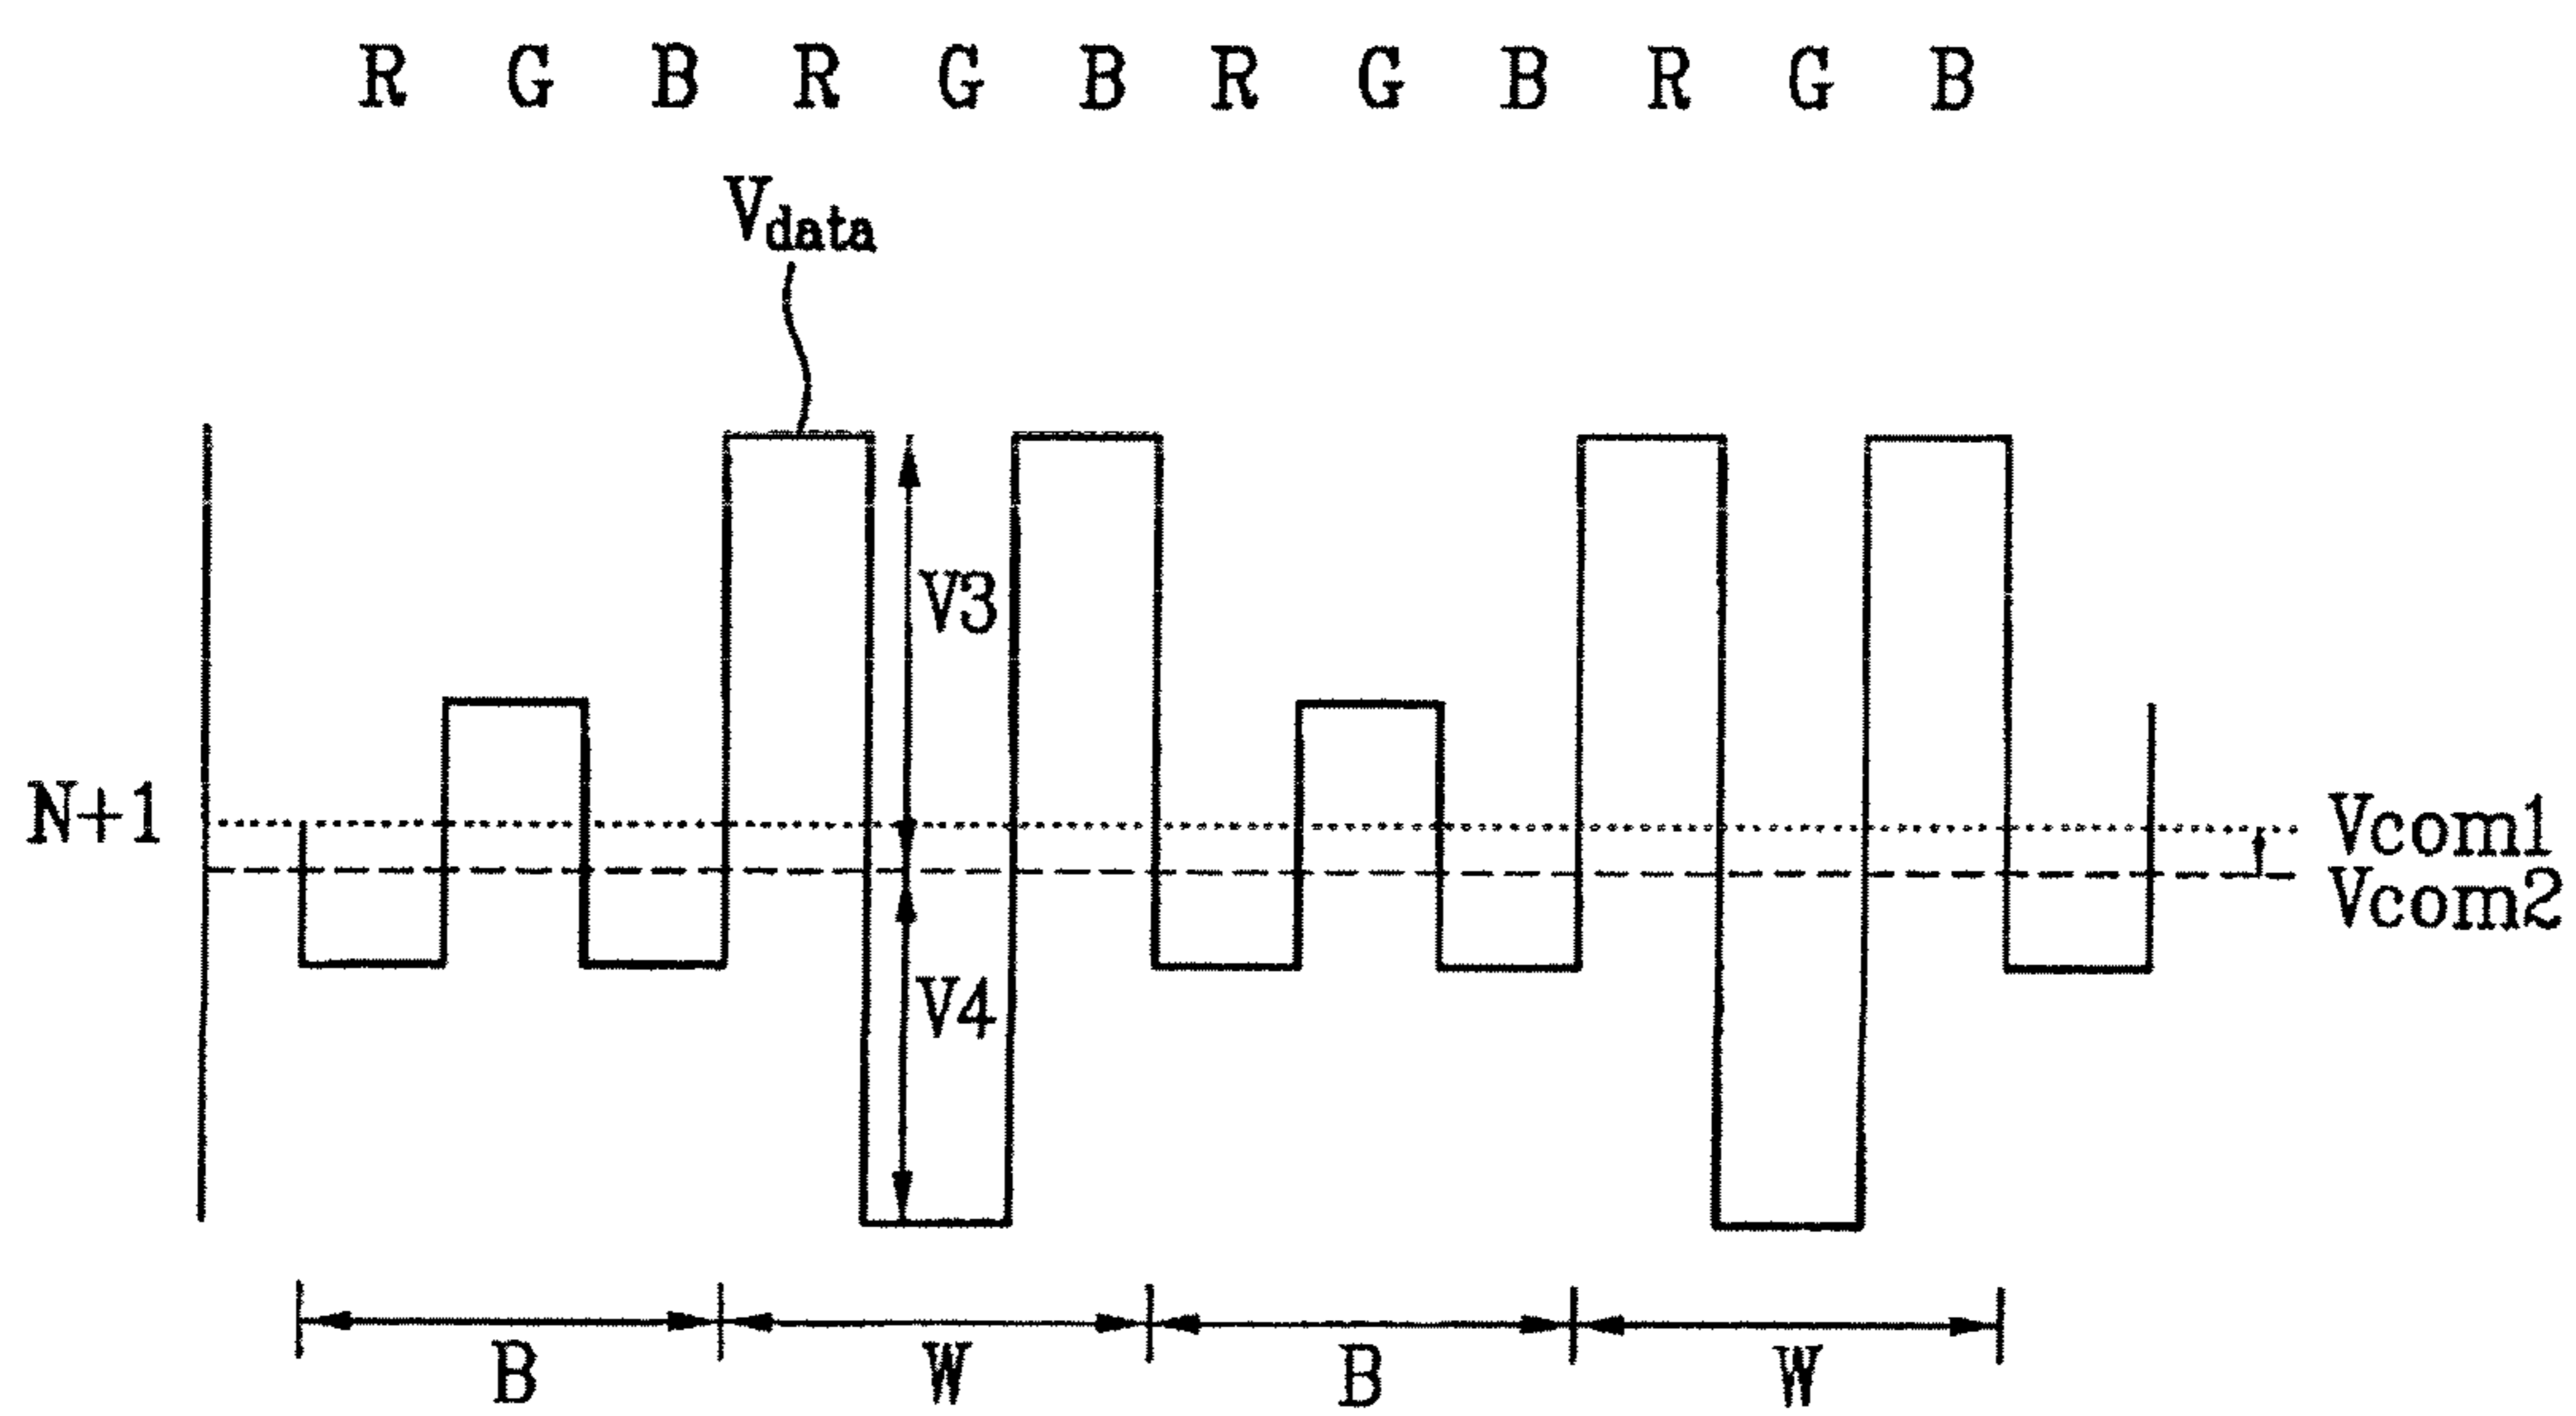 R G B R G B R G B R G B
Vdata
V3
N+1
Vcom1
Vcom2
V4
B W B W